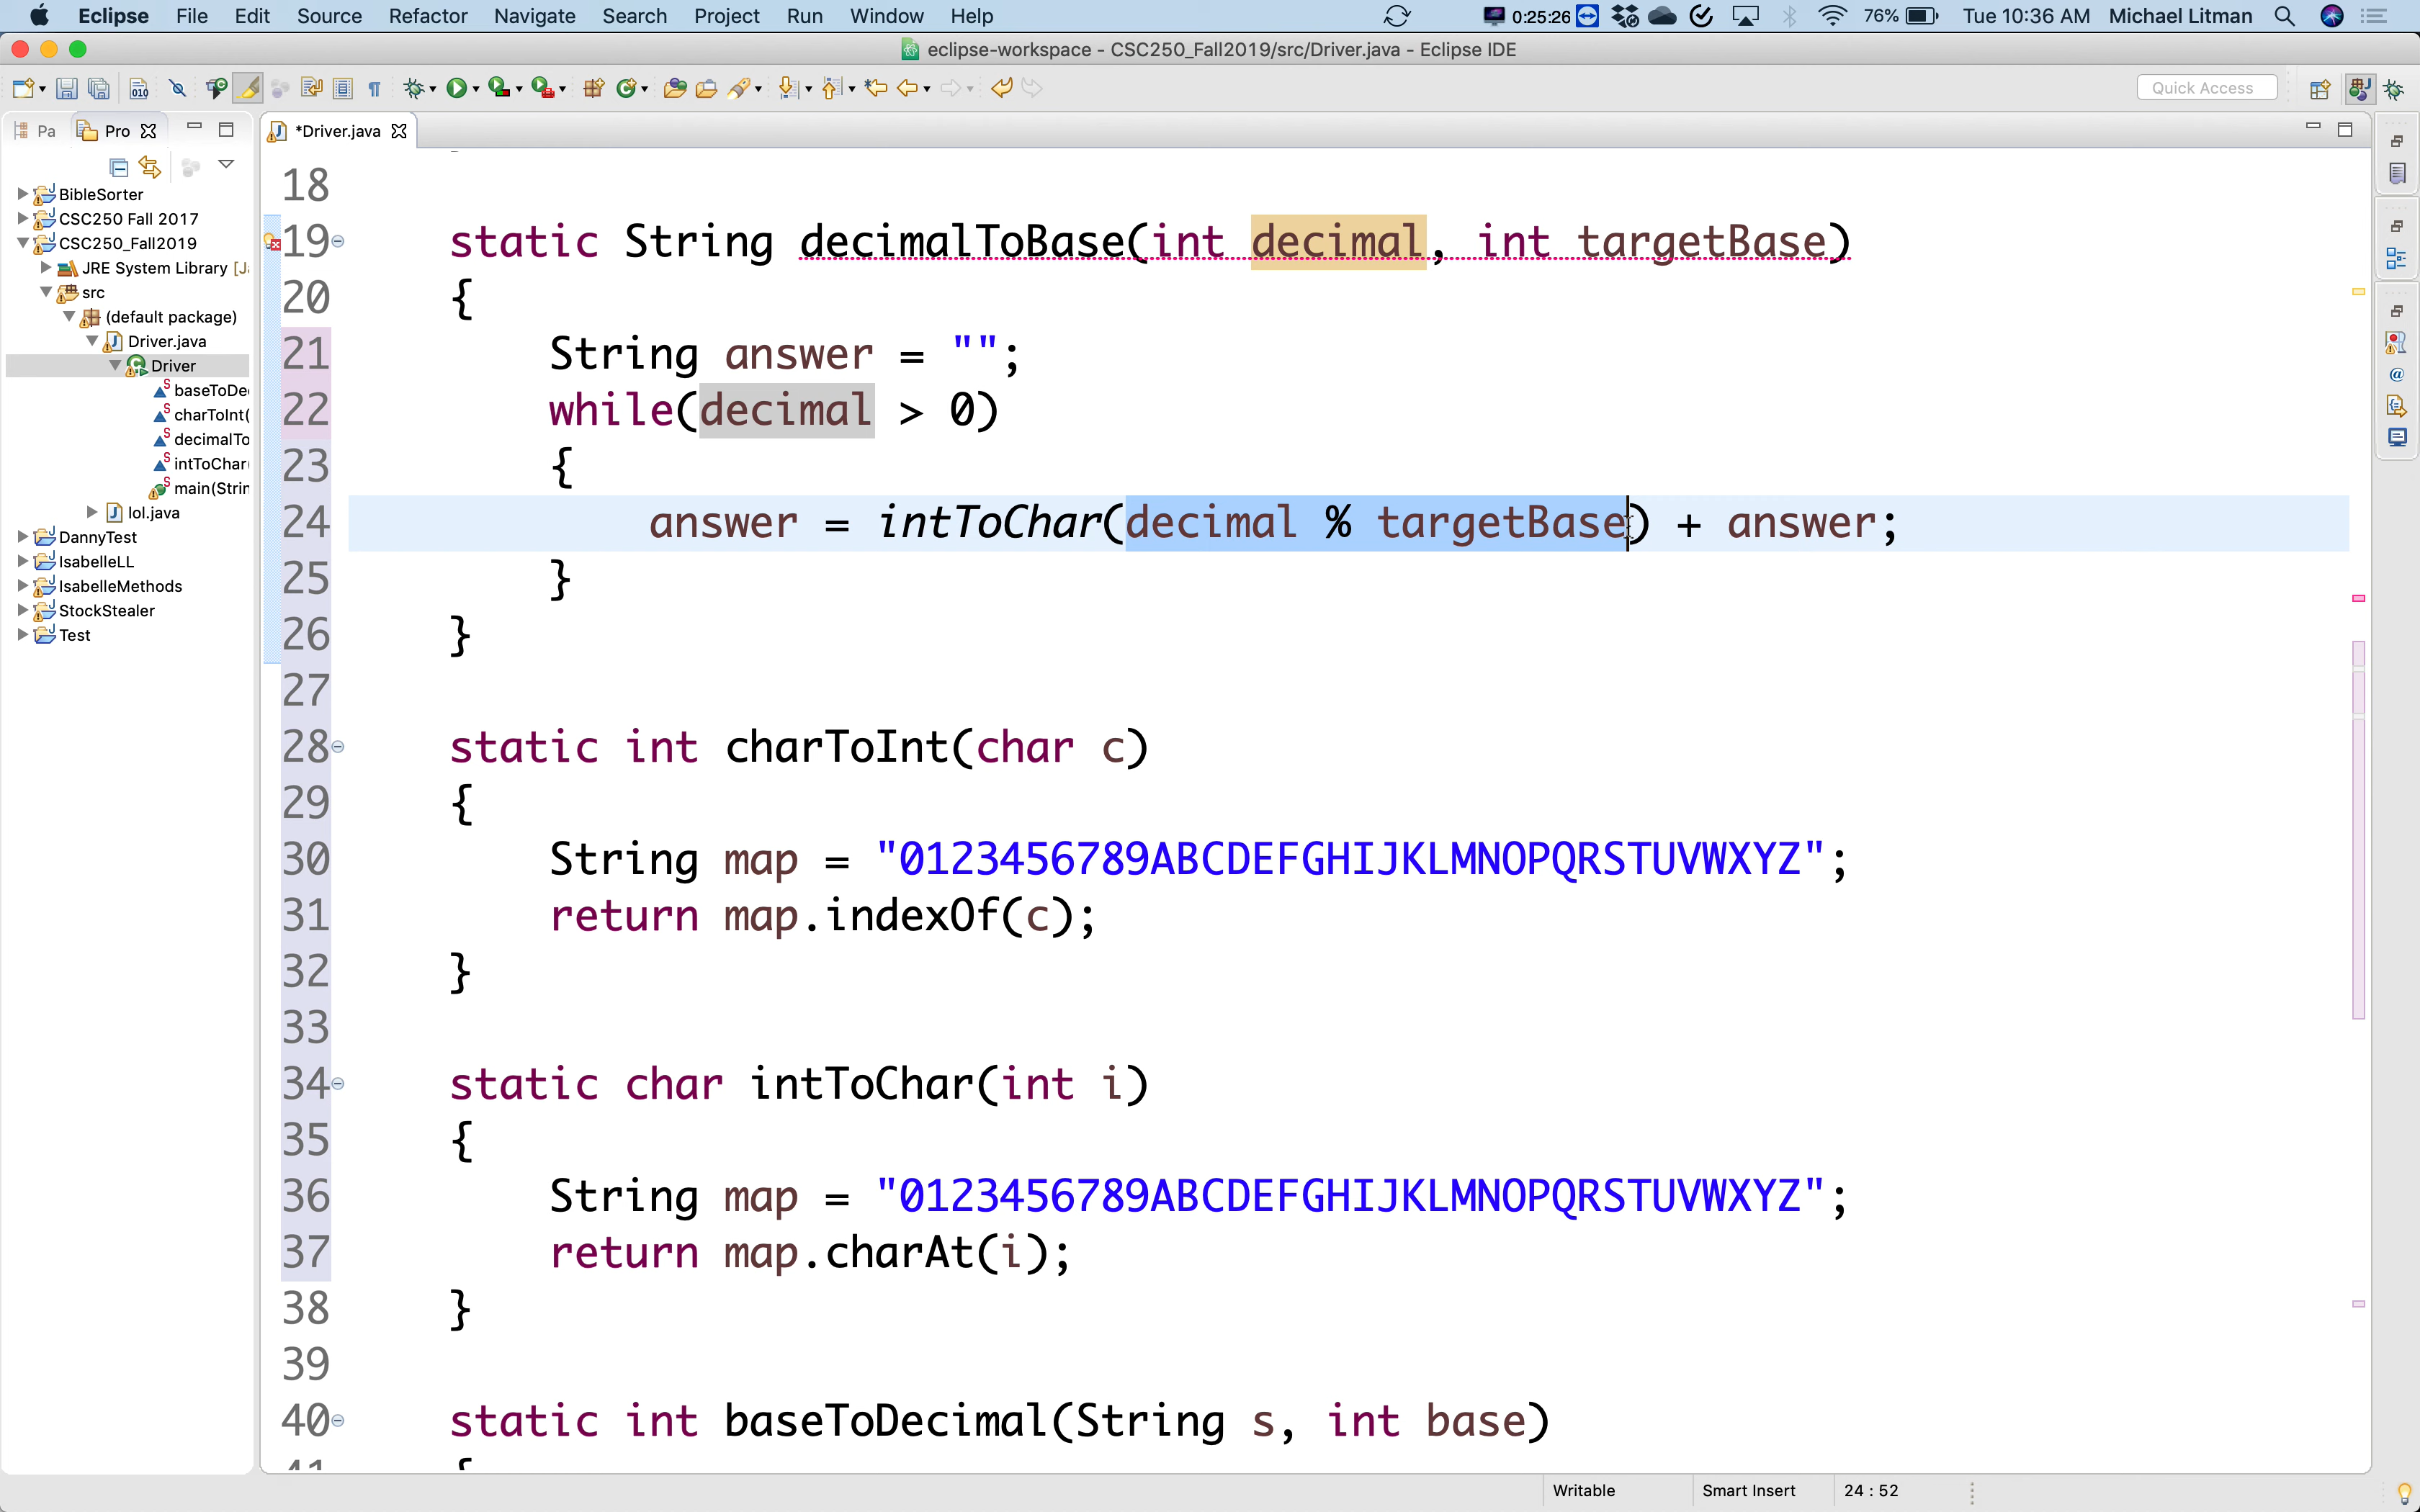 Eclipse File Edit Source Refactor Navigate Search Project Run Window Help 0:25:26 76% Tue 10:36 AM Michael Litman
eclipse-workspace - CSC250_Fall2019/src/Driver.java - Eclipse IDE
Quick Access
Pa Pro
*Driver.java
BibleSorter
CSC250 Fall 2017
CSC250_Fall2019
JRE System Library [J
src
(default package)
Driver.java
Driver
baseToDe
charToInt(
decimalTo
intToChar
main(Strin
lol.java
DannyTest
IsabelleLL
IsabelleMethods
StockStealer
Test
18
19 static String decimalToBase(int decimal, int targetBase)
20 {
21 String answer = "";
22 while(decimal > 0)
23 {
24 answer = intToChar(decimal % targetBase) + answer;
25 }
26 }
27
28 static int charToInt(char c)
29 {
30 String map = "0123456789ABCDEFGHIJKLMNOPQRSTUVWXYZ";
31 return map.indexOf(c);
32 }
33
34 static char intToChar(int i)
35 {
36 String map = "0123456789ABCDEFGHIJKLMNOPQRSTUVWXYZ";
37 return map.charAt(i);
38 }
39
40 static int baseToDecimal(String s, int base)
41 {
Writable Smart Insert 24 : 52